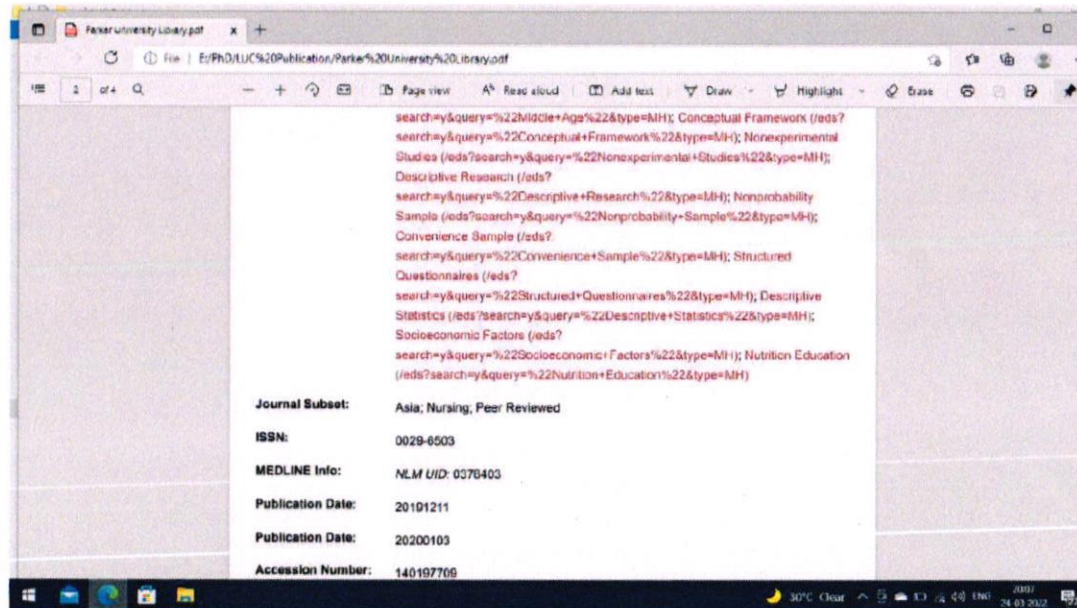 Parker University Library.pdf
File | E:/PhD/LUC%20Publication/Parker%20University%20Library.pdf
2 of 4 Page view Read aloud Add text Draw Highlight Erase
search=y&query=%22Middle+Age%22&type=MH); Conceptual Framework (/eds?
search=y&query=%22Conceptual+Framework%22&type=MH); Nonexperimental
Studies (/eds?search=y&query=%22Nonexperimental+Studies%22&type=MH);
Descriptive Research (/eds?
search=y&query=%22Descriptive+Research%22&type=MH); Nonprobability
Sample (/eds?search=y&query=%22Nonprobability+Sample%22&type=MH);
Convenience Sample (/eds?
search=y&query=%22Convenience+Sample%22&type=MH); Structured
Questionnaires (/eds?
search=y&query=%22Structured+Questionnaires%22&type=MH); Descriptive
Statistics (/eds?search=y&query=%22Descriptive+Statistics%22&type=MH);
Socioeconomic Factors (/eds?
search=y&query=%22Socioeconomic+Factors%22&type=MH); Nutrition Education
(/eds?search=y&query=%22Nutrition+Education%22&type=MH)
Journal Subset: Asia; Nursing; Peer Reviewed
ISSN: 0029-6503
MEDLINE Info: NLM UID: 0376403
Publication Date: 20191211
Publication Date: 20200103
Accession Number: 140197709
30°C Clear ENG 20:07
24-03-2022